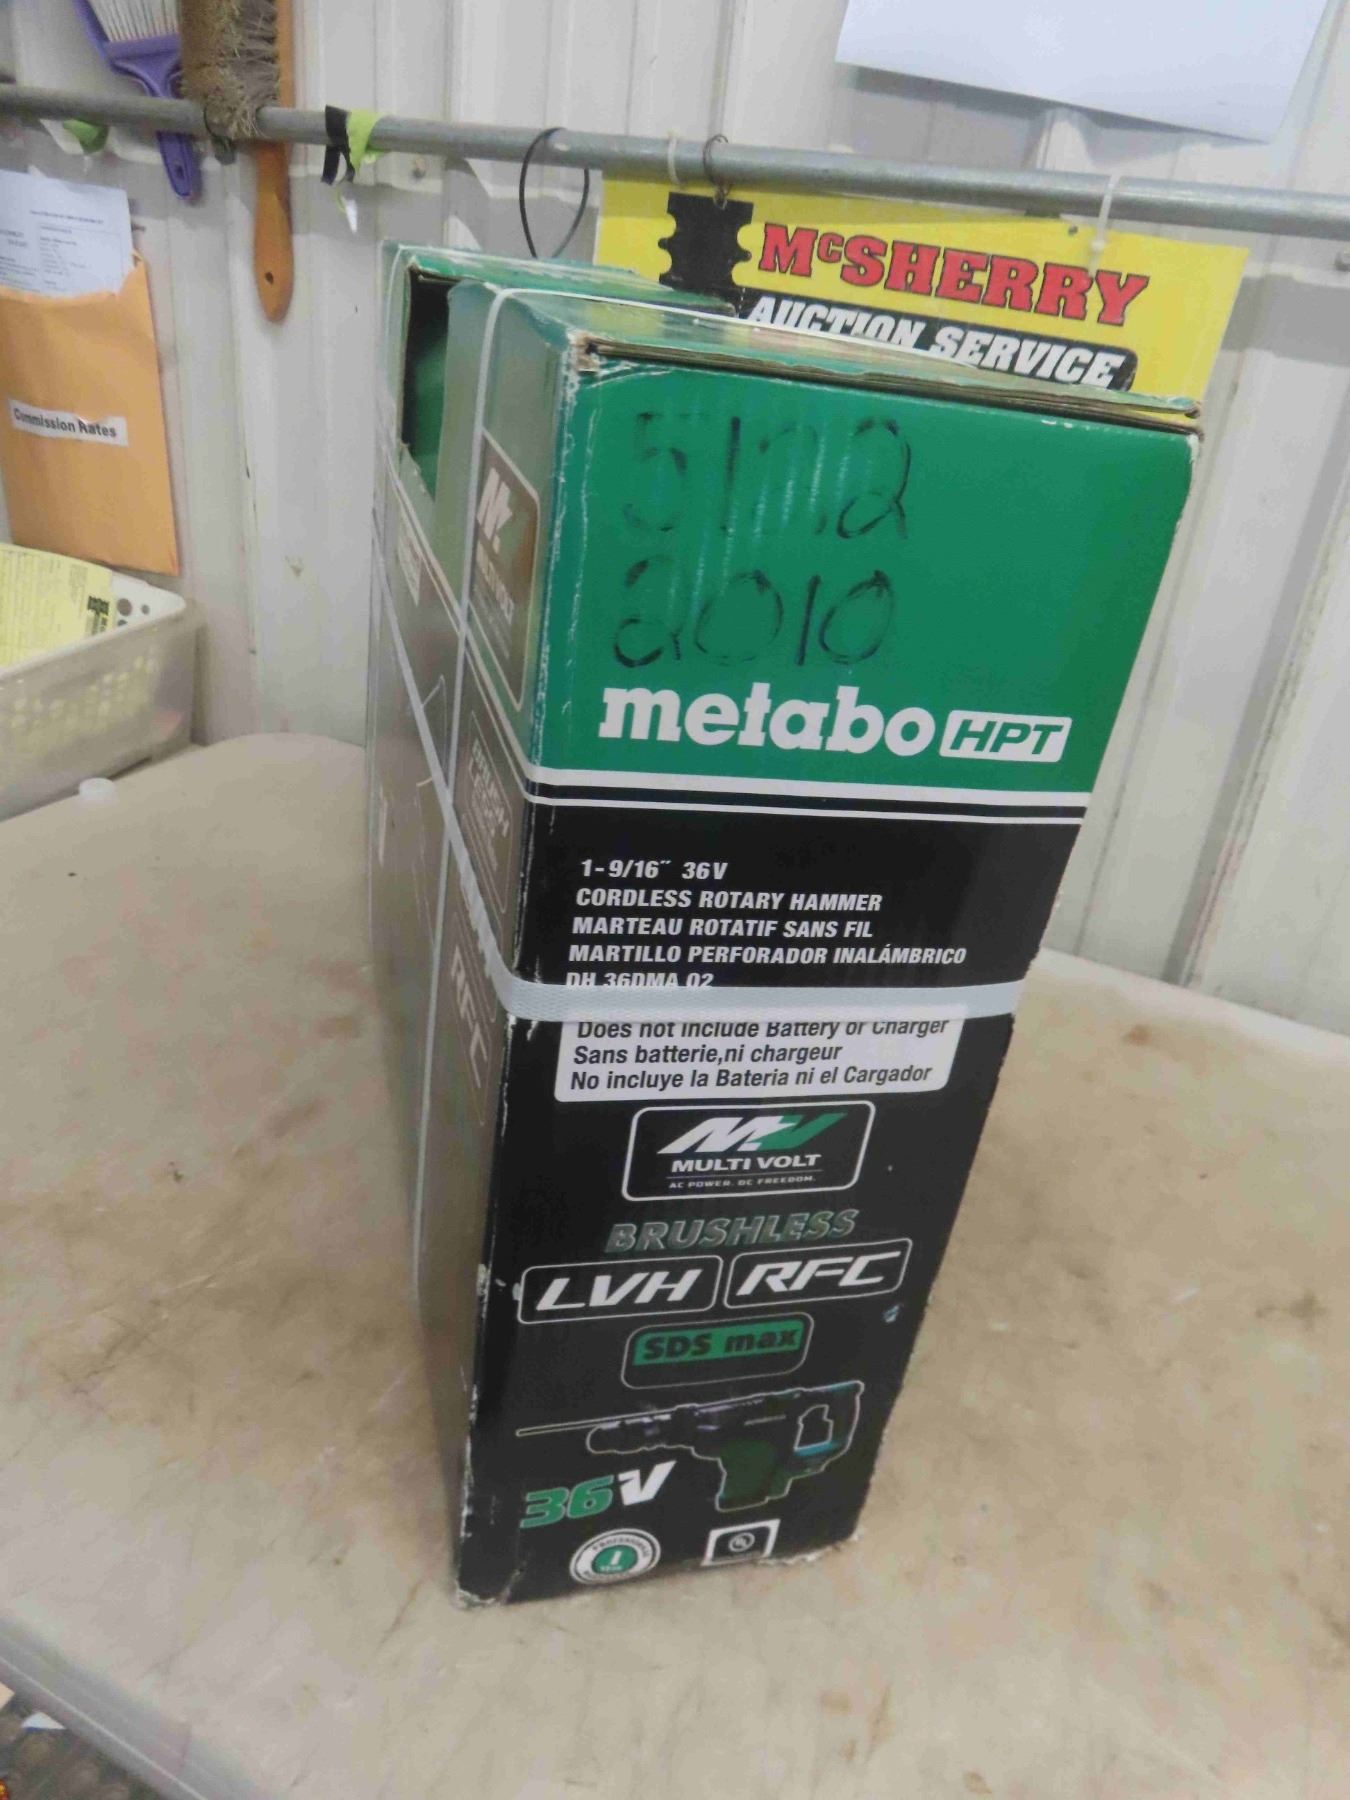 McSHERRY
AUCTION SERVICE
Commission Rates
2010
metabo HPT
1-9/16" 36V
CORDLESS ROTARY HAMMER
MARTEAU ROTATIF SANS FIL
MARTILLO PERFORADOR INALÁMBRICO
DH 36DMA 02
Does not include Battery or Charger
Sans batterie,ni chargeur
No incluye la Bateria ni el Cargador
MULTI VOLT
AC POWER. DC FREEDOM.
BRUSHLESS
LVH RFC
SDS max
36V
RFC